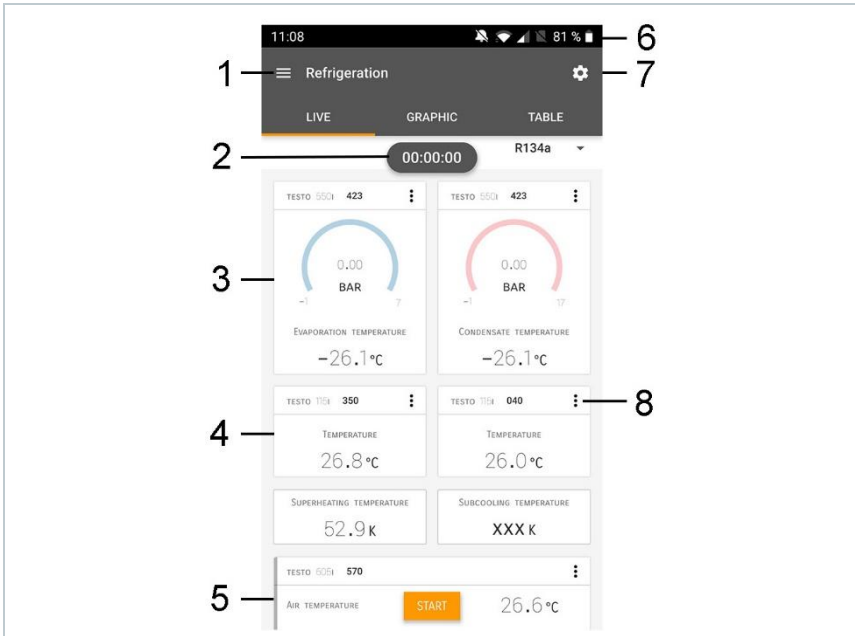 11:08 81 % 6
1 Refrigeration 7
LIVE GRAPHIC TABLE
2 00:00:00 R134a
TESTO 550i 423 TESTO 550i 423
3 0.00 0.00
BAR BAR
-1 7 -1 17
EVAPORATION TEMPERATURE CONDENSATE TEMPERATURE
-26.1 °C -26.1 °C
TESTO 115i 350 TESTO 115i 040 8
4 TEMPERATURE TEMPERATURE
26.8 °C 26.0 °C
SUPERHEATING TEMPERATURE SUBCOOLING TEMPERATURE
52.9 K XXX K
TESTO 605i 570
5 AIR TEMPERATURE START 26.6 °C